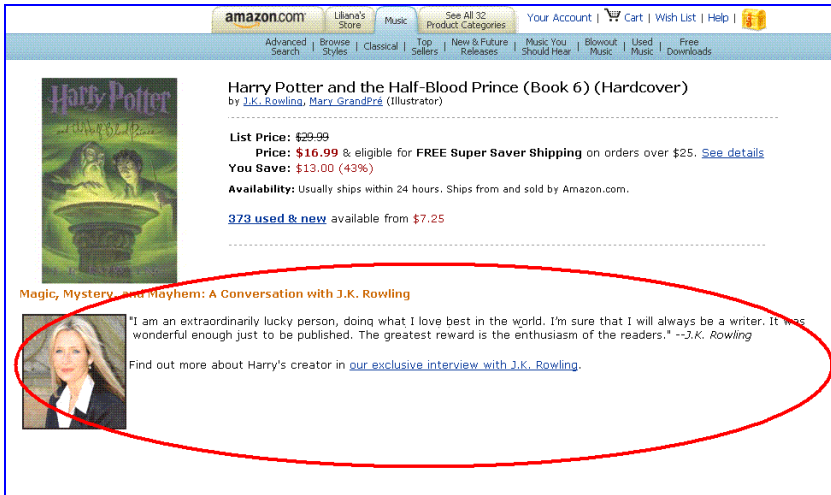 amazon.com
Liliana's Store
Music
See All 32 Product Categories
Your Account | Cart | Wish List | Help |
Advanced Search | Browse Styles | Classical | Top Sellers | New & Future Releases | Music You Should Hear | Blowout Music | Used Music | Free Downloads
Harry Potter
and the Half-Blood Prince
Harry Potter and the Half-Blood Prince (Book 6) (Hardcover)
by J.K. Rowling, Mary GrandPré (Illustrator)
List Price: $29.99
Price: $16.99 & eligible for FREE Super Saver Shipping on orders over $25. See details
You Save: $13.00 (43%)
Availability: Usually ships within 24 hours. Ships from and sold by Amazon.com.
373 used & new available from $7.25
Magic, Mystery, and Mayhem: A Conversation with J.K. Rowling
"I am an extraordinarily lucky person, doing what I love best in the world. I'm sure that I will always be a writer. It was
wonderful enough just to be published. The greatest reward is the enthusiasm of the readers." --J.K. Rowling
Find out more about Harry's creator in our exclusive interview with J.K. Rowling.